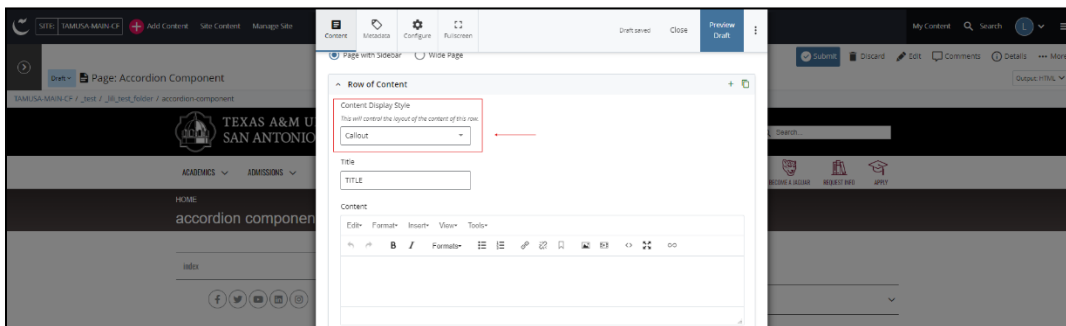 SITE: TAMUSA-MAIN-CF Add Content Site Content Manage Site
Content Metadata Configure Fullscreen
Draft saved Close Preview Draft
My Content Search L
Page with Sidebar Wide Page
Submit Discard Edit Comments Details More
Draft Page: Accordion Component
Output: HTML
Row of Content
TAMUSA-MAIN-CF / _test / _lili_test_folder / accordion-component
Content Display Style
This will control the layout of the content of this row.
Callout
TEXAS A&M U
SAN ANTONIO
Search...
Title
TITLE
ACADEMICS ADMISSIONS
BECOME A JAGUAR REQUEST INFO APPLY
HOME
accordion componen
Content
Edit Format Insert View Tools
B I Formats
index